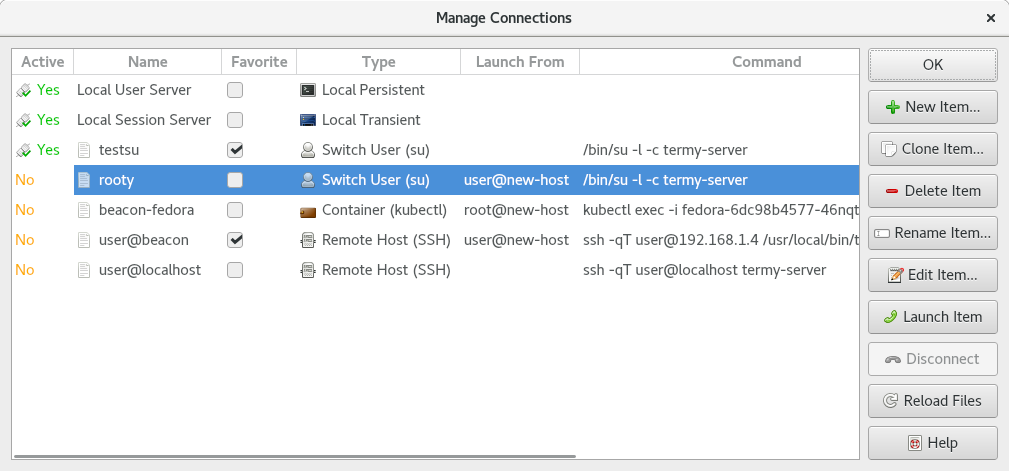 Manage Connections
Active Name Favorite Type Launch From Command
Yes Local User Server Local Persistent
Yes Local Session Server Local Transient
Yes testsu Switch User (su) /bin/su -l -c termy-server
No rooty Switch User (su) user@new-host /bin/su -l -c termy-server
No beacon-fedora Container (kubectl) root@new-host kubectl exec -i fedora-6dc98b4577-46nqt
No user@beacon Remote Host (SSH) user@new-host ssh -qT user@192.168.1.4 /usr/local/bin/t
No user@localhost Remote Host (SSH) ssh -qT user@localhost termy-server
OK
New Item...
Clone Item...
Delete Item
Rename Item...
Edit Item...
Launch Item
Disconnect
Reload Files
Help